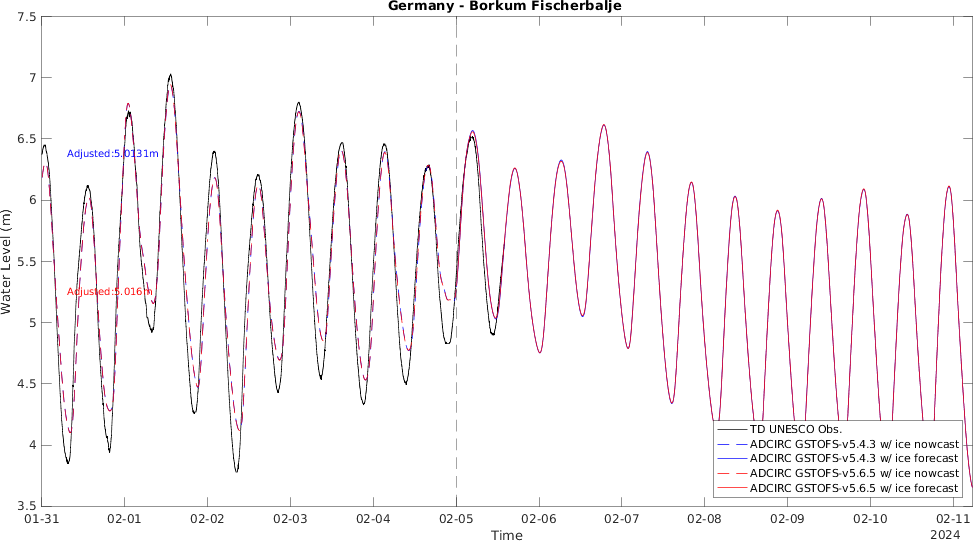 Germany - Borkum Fischerbalje
7.5
7
6.5
6
5.5
5
4.5
4
3.5
Water Level (m)
Adjusted:5.0131m
Adjusted:5.016m
TD UNESCO Obs.
ADCIRC GSTOFS-v5.4.3 w/ ice nowcast
ADCIRC GSTOFS-v5.4.3 w/ ice forecast
ADCIRC GSTOFS-v5.6.5 w/ ice nowcast
ADCIRC GSTOFS-v5.6.5 w/ ice forecast
01-31 02-01 02-02 02-03 02-04 02-05 02-06 02-07 02-08 02-09 02-10 02-11
Time
2024